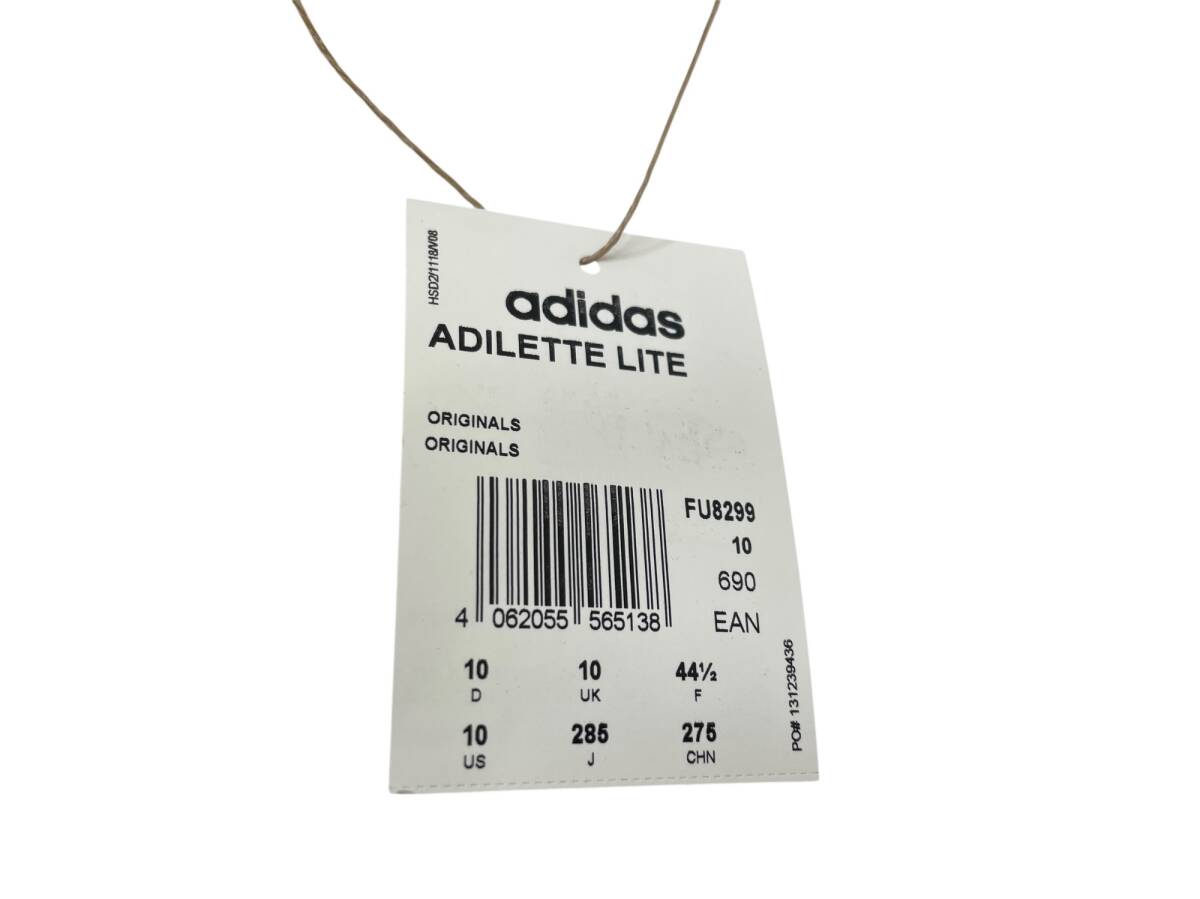 HSD2/1118/V08
adidas
ADILETTE LITE
ORIGINALS
ORIGINALS
FU8299
10
690
4 062055 565138 EAN
10 10 44½
D UK F
10 285 275
US J CHN
PO# 131239436